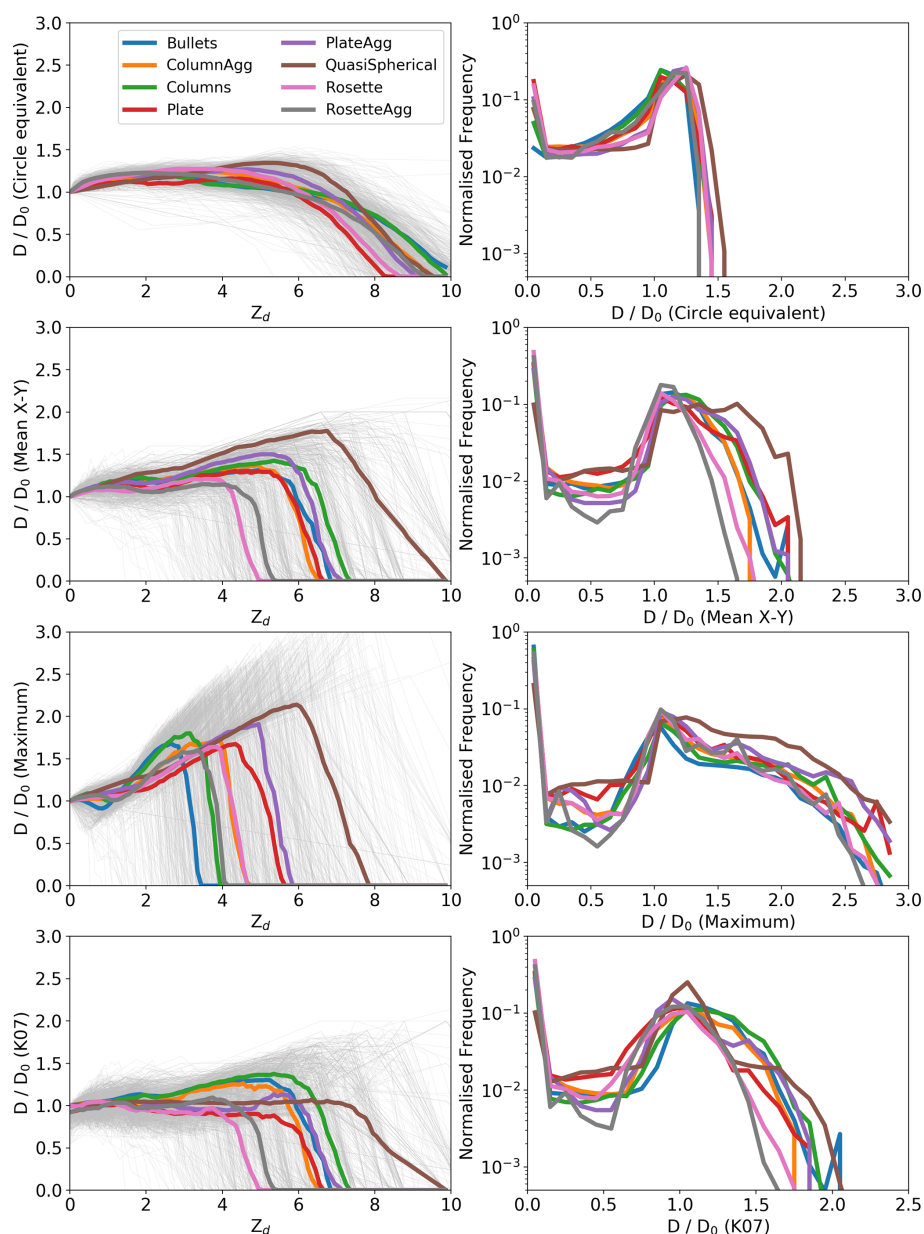 3.0
2.5
2.0
1.5
1.0
0.5
0.0
D / D0 (Circle equivalent)
Bullets
ColumnAgg
Columns
Plate
PlateAgg
QuasiSpherical
Rosette
RosetteAgg
0 2 4 6 8 10
Zd
10^0
10^-1
10^-2
10^-3
Normalised Frequency
0.0 0.5 1.0 1.5 2.0 2.5 3.0
D / D0 (Circle equivalent)
3.0
2.5
2.0
1.5
1.0
0.5
0.0
D / D0 (Mean X-Y)
0 2 4 6 8 10
Zd
10^0
10^-1
10^-2
10^-3
Normalised Frequency
0.0 0.5 1.0 1.5 2.0 2.5 3.0
D / D0 (Mean X-Y)
3.0
2.5
2.0
1.5
1.0
0.5
0.0
D / D0 (Maximum)
0 2 4 6 8 10
Zd
10^0
10^-1
10^-2
10^-3
Normalised Frequency
0.0 0.5 1.0 1.5 2.0 2.5 3.0
D / D0 (Maximum)
3.0
2.5
2.0
1.5
1.0
0.5
0.0
D / D0 (K07)
0 2 4 6 8 10
Zd
10^0
10^-1
10^-2
10^-3
Normalised Frequency
0.0 0.5 1.0 1.5 2.0 2.5
D / D0 (K07)